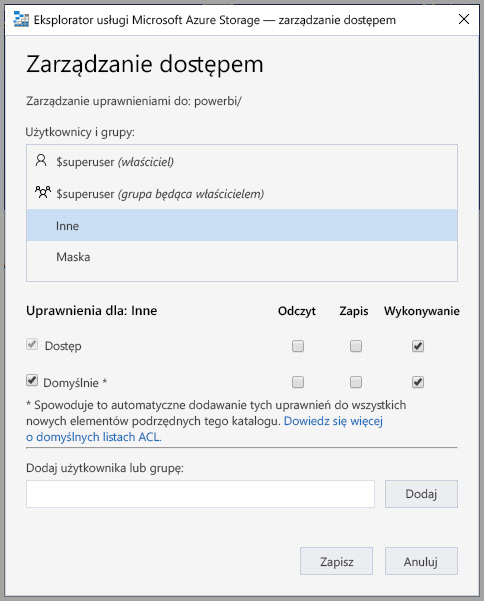 Eksplorator usługi Microsoft Azure Storage — zarządzanie dostępem
Zarządzanie dostępem
Zarządzanie uprawnieniami do: powerbi/
Użytkownicy i grupy:
$superuser (właściciel)
$superuser (grupa będąca właścicielem)
Inne
Maska
Uprawnienia dla: Inne Odczyt Zapis Wykonywanie
Dostęp
Domyślnie *
* Spowoduje to automatyczne dodawanie tych uprawnień do wszystkich
nowych elementów podrzędnych tego katalogu. Dowiedz się więcej
o domyślnych listach ACL.
Dodaj użytkownika lub grupę:
Dodaj
Zapisz Anuluj